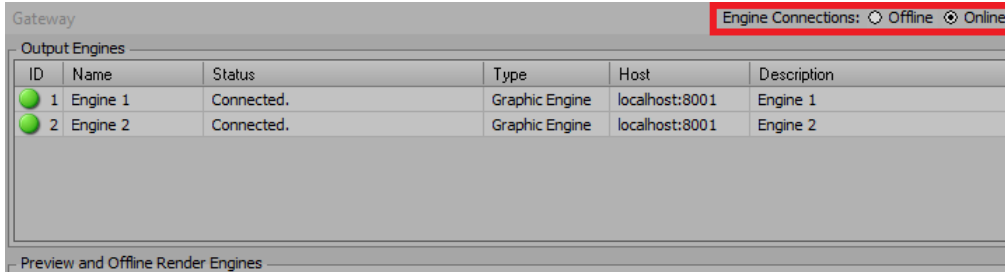 Gateway Engine Connections: Offline Online
Output Engines
ID Name Status Type Host Description
1 Engine 1 Connected. Graphic Engine localhost:8001 Engine 1
2 Engine 2 Connected. Graphic Engine localhost:8001 Engine 2
Preview and Offline Render Engines